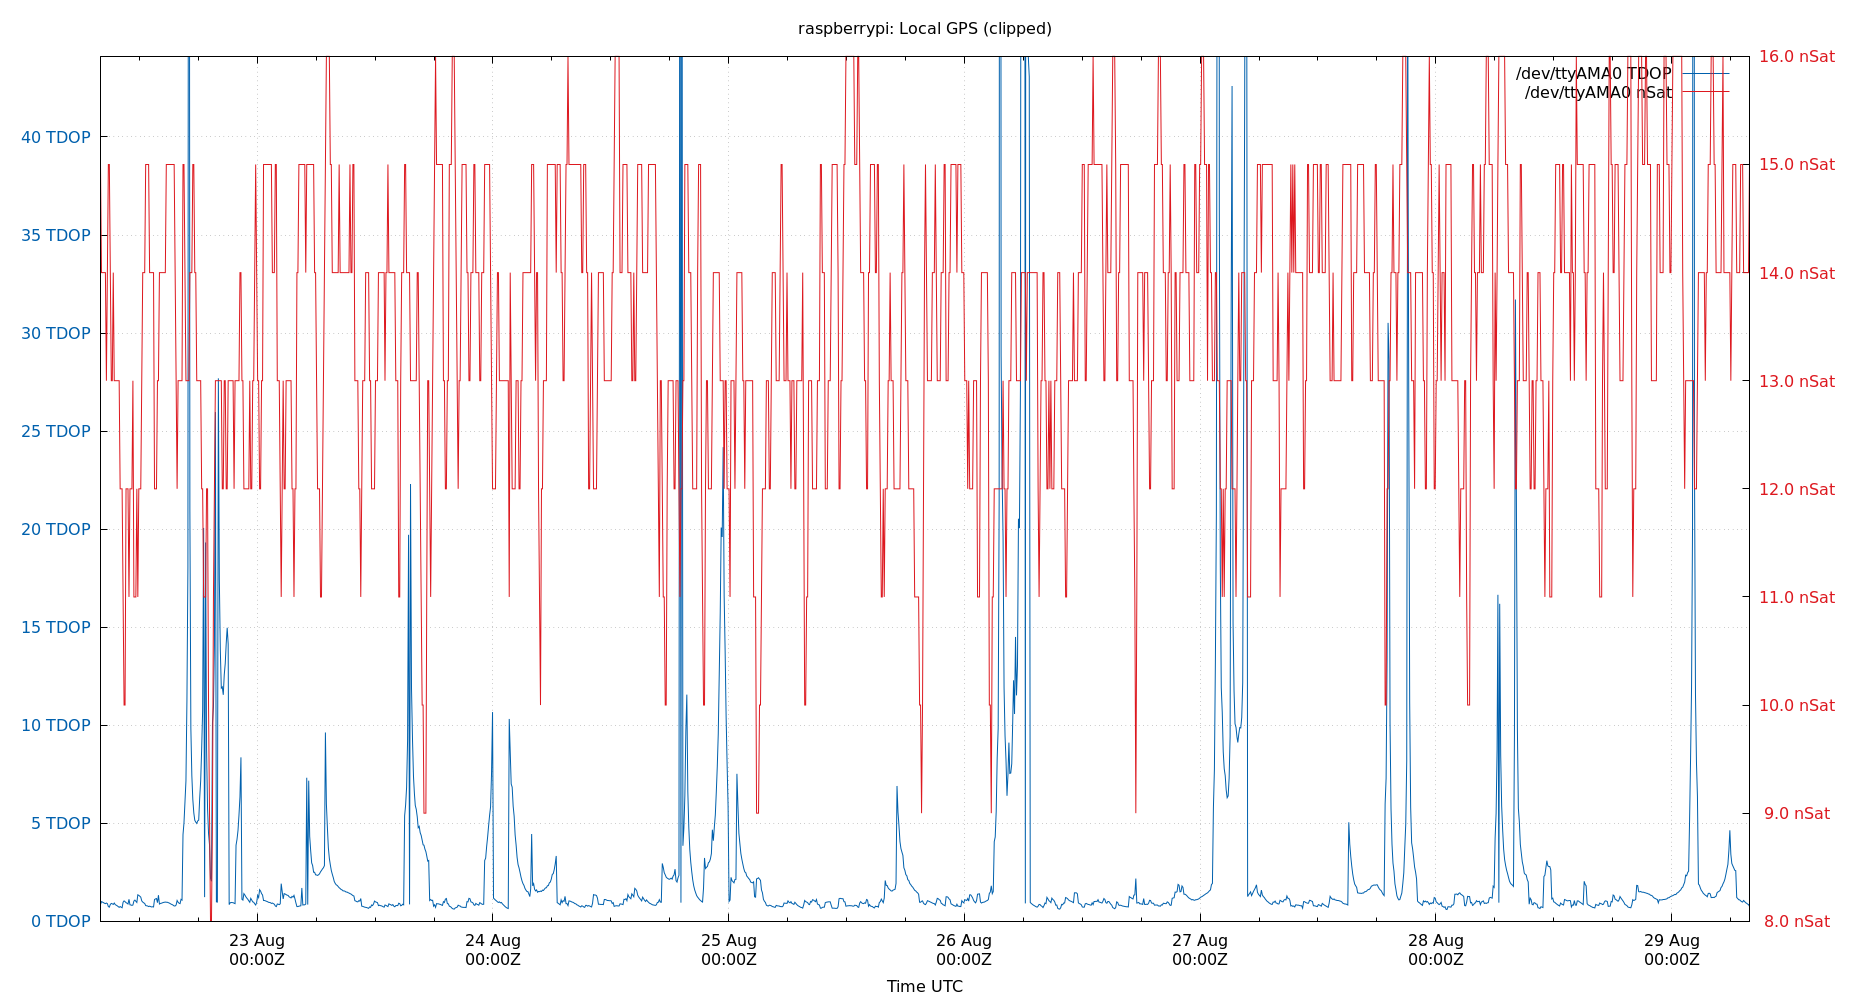 raspberrypi: Local GPS (clipped)
/dev/ttyAMA0 TDOP
/dev/ttyAMA0 nSat
40 TDOP
35 TDOP
30 TDOP
25 TDOP
20 TDOP
15 TDOP
10 TDOP
5 TDOP
0 TDOP
16.0 nSat
15.0 nSat
14.0 nSat
13.0 nSat
12.0 nSat
11.0 nSat
10.0 nSat
9.0 nSat
8.0 nSat
23 Aug
00:00Z
24 Aug
00:00Z
25 Aug
00:00Z
26 Aug
00:00Z
27 Aug
00:00Z
28 Aug
00:00Z
29 Aug
00:00Z
Time UTC